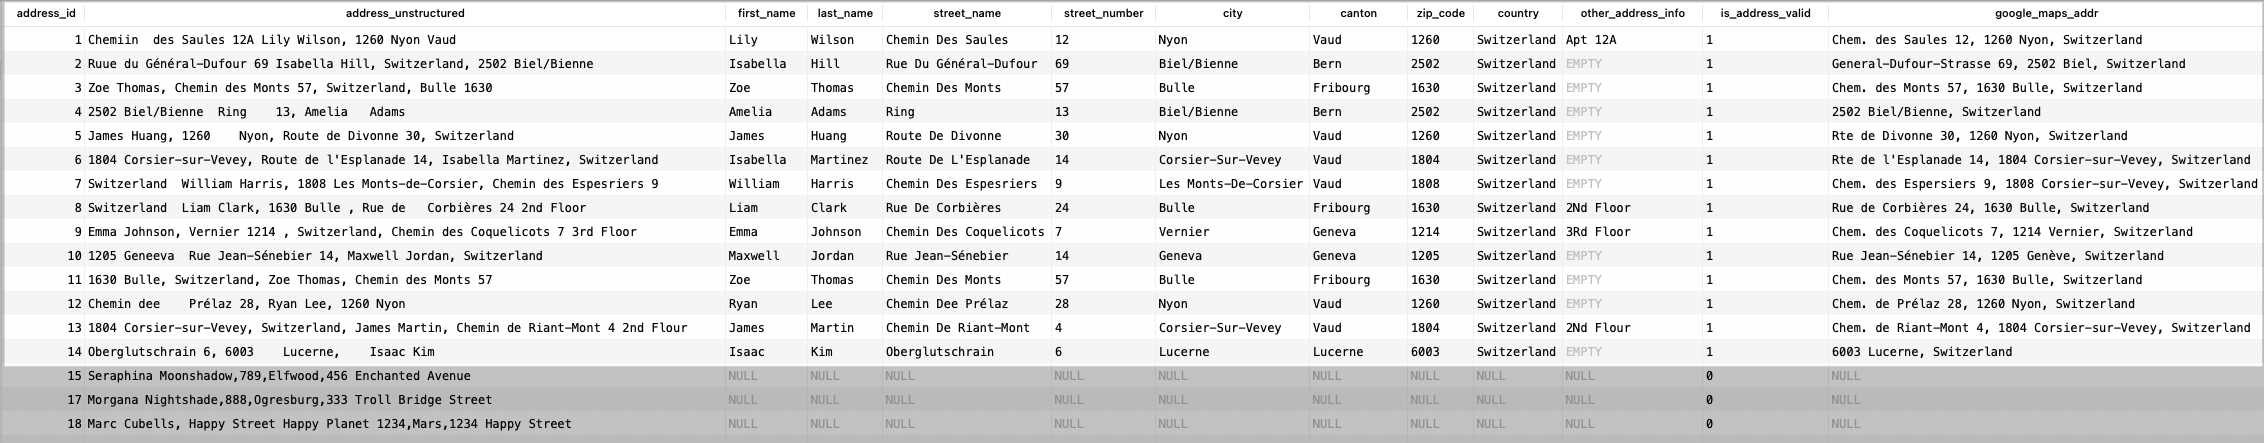 address_id address_unstructured first_name last_name street_name street_number city canton zip_code country other_address_info is_address_valid google_maps_addr
1 Chemiin  des Saules 12A Lily Wilson, 1260 Nyon Vaud Lily Wilson Chemin Des Saules 12 Nyon Vaud 1260 Switzerland Apt 12A 1 Chem. des Saules 12, 1260 Nyon, Switzerland
2 Ruue du Général-Dufour 69 Isabella Hill, Switzerland, 2502 Biel/Bienne Isabella Hill Rue Du Général-Dufour 69 Biel/Bienne Bern 2502 Switzerland EMPTY 1 General-Dufour-Strasse 69, 2502 Biel, Switzerland
3 Zoe Thomas, Chemin des Monts 57, Switzerland, Bulle 1630 Zoe Thomas Chemin Des Monts 57 Bulle Fribourg 1630 Switzerland EMPTY 1 Chem. des Monts 57, 1630 Bulle, Switzerland
4 2502 Biel/Bienne  Ring    13, Amelia   Adams Amelia Adams Ring 13 Biel/Bienne Bern 2502 Switzerland EMPTY 1 2502 Biel/Bienne, Switzerland
5 James Huang, 1260    Nyon, Route de Divonne 30, Switzerland James Huang Route De Divonne 30 Nyon Vaud 1260 Switzerland EMPTY 1 Rte de Divonne 30, 1260 Nyon, Switzerland
6 1804 Corsier-sur-Vevey, Route de l'Esplanade 14, Isabella Martinez, Switzerland Isabella Martinez Route De L'Esplanade 14 Corsier-Sur-Vevey Vaud 1804 Switzerland EMPTY 1 Rte de l'Esplanade 14, 1804 Corsier-sur-Vevey, Switzerland
7 Switzerland  William Harris, 1808 Les Monts-de-Corsier, Chemin des Espesriers 9 William Harris Chemin Des Espesriers 9 Les Monts-De-Corsier Vaud 1808 Switzerland EMPTY 1 Chem. des Espersiers 9, 1808 Corsier-sur-Vevey, Switzerland
8 Switzerland  Liam Clark, 1630 Bulle , Rue de   Corbières 24 2nd Floor Liam Clark Rue De Corbières 24 Bulle Fribourg 1630 Switzerland 2Nd Floor 1 Rue de Corbières 24, 1630 Bulle, Switzerland
9 Emma Johnson, Vernier 1214 , Switzerland, Chemin des Coquelicots 7 3rd Floor Emma Johnson Chemin Des Coquelicots 7 Vernier Geneva 1214 Switzerland 3Rd Floor 1 Chem. des Coquelicots 7, 1214 Vernier, Switzerland
10 1205 Geneeva  Rue Jean-Sénebier 14, Maxwell Jordan, Switzerland Maxwell Jordan Rue Jean-Sénebier 14 Geneva Geneva 1205 Switzerland EMPTY 1 Rue Jean-Sénebier 14, 1205 Genève, Switzerland
11 1630 Bulle, Switzerland, Zoe Thomas, Chemin des Monts 57 Zoe Thomas Chemin Des Monts 57 Bulle Fribourg 1630 Switzerland EMPTY 1 Chem. des Monts 57, 1630 Bulle, Switzerland
12 Chemin dee    Prélaz 28, Ryan Lee, 1260 Nyon Ryan Lee Chemin Dee Prélaz 28 Nyon Vaud 1260 Switzerland EMPTY 1 Chem. de Prélaz 28, 1260 Nyon, Switzerland
13 1804 Corsier-sur-Vevey, Switzerland, James Martin, Chemin de Riant-Mont 4 2nd Flour James Martin Chemin De Riant-Mont 4 Corsier-Sur-Vevey Vaud 1804 Switzerland 2Nd Flour 1 Chem. de Riant-Mont 4, 1804 Corsier-sur-Vevey, Switzerland
14 Oberglutschrain 6, 6003    Lucerne,    Isaac Kim Isaac Kim Oberglutschrain 6 Lucerne Lucerne 6003 Switzerland EMPTY 1 6003 Lucerne, Switzerland
15 Seraphina Moonshadow,789,Elfwood,456 Enchanted Avenue NULL NULL NULL NULL NULL NULL NULL NULL NULL 0 NULL
17 Morgana Nightshade,888,Ogresburg,333 Troll Bridge Street NULL NULL NULL NULL NULL NULL NULL NULL NULL 0 NULL
18 Marc Cubells, Happy Street Happy Planet 1234,Mars,1234 Happy Street NULL NULL NULL NULL NULL NULL NULL NULL NULL 0 NULL